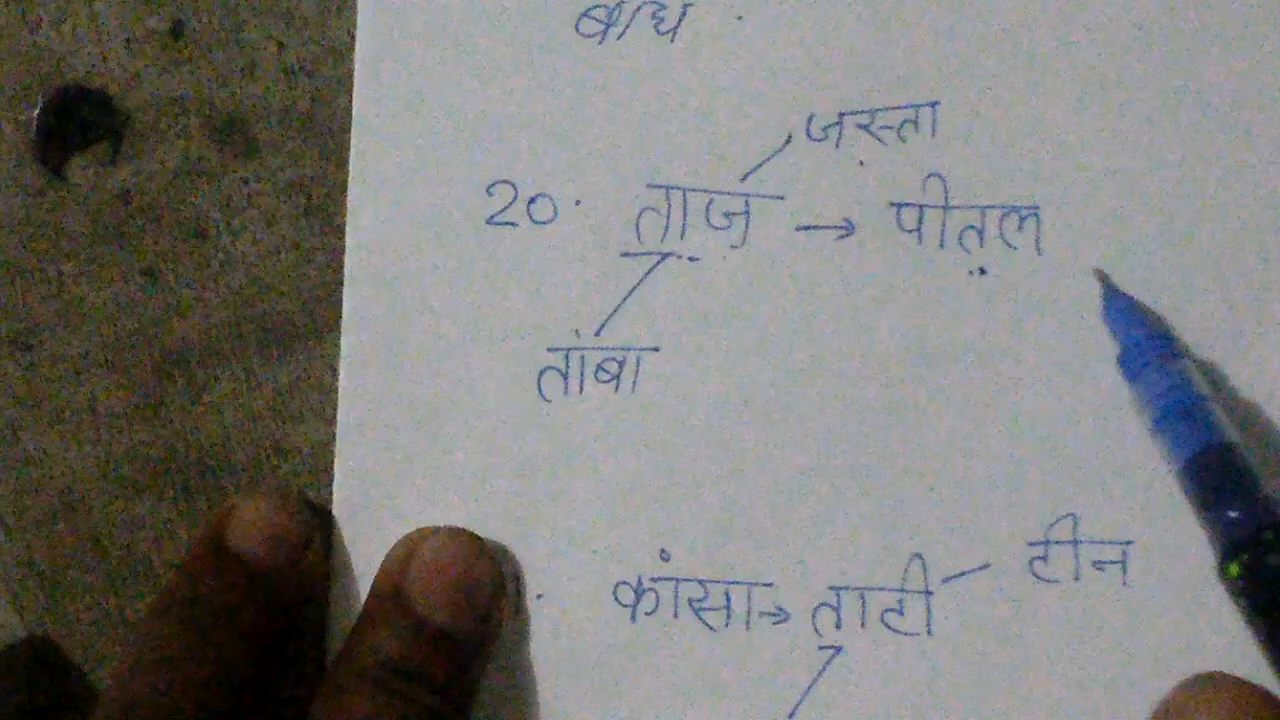 बाघ
जस्ता
20. ताज → पीतल
तांबा
टीन
कांसा → ताटी